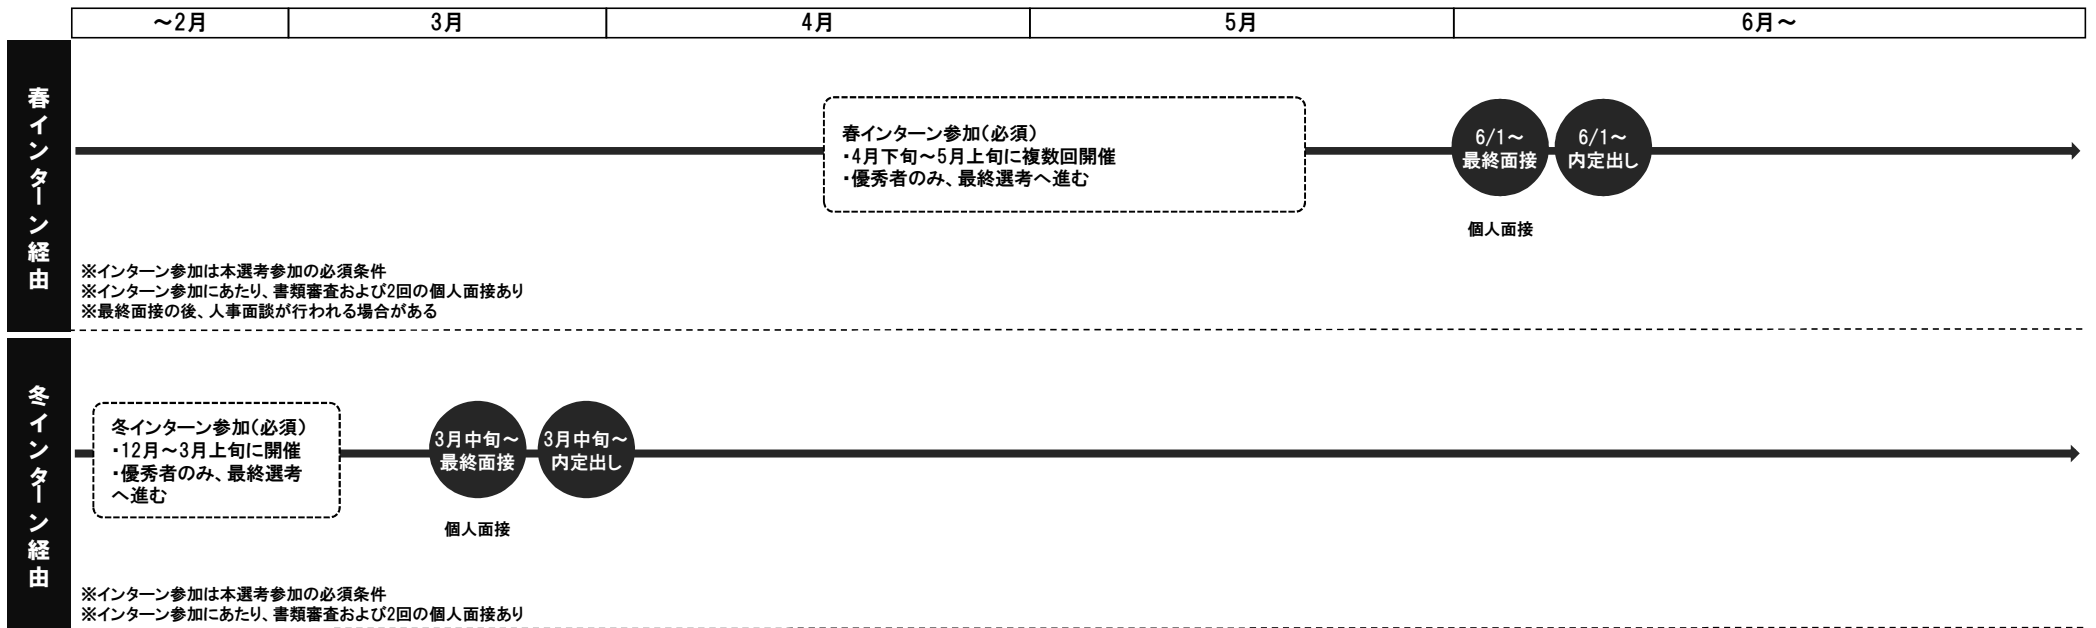 ～2月
3月
4月
5月
6月～
春インターン経由
春インターン参加（必須）
・4月下旬～5月上旬に複数回開催
・優秀者のみ、最終選考へ進む
6/1～
最終面接
6/1～
内定出し
個人面接
※インターン参加は本選考参加の必須条件
※インターン参加にあたり、書類審査および2回の個人面接あり
※最終面接の後、人事面談が行われる場合がある
冬インターン経由
冬インターン参加（必須）
・12月～3月上旬に開催
・優秀者のみ、最終選考
へ進む
3月中旬～
最終面接
3月中旬～
内定出し
個人面接
※インターン参加は本選考参加の必須条件
※インターン参加にあたり、書類審査および2回の個人面接あり